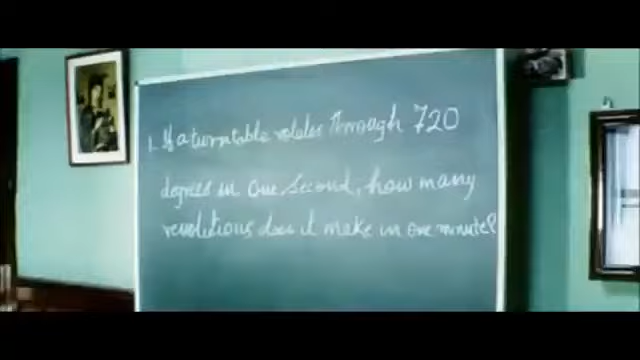 1. If a turntable rotates through 720
degrees in one second, how many
revolutions does it make in one minute?